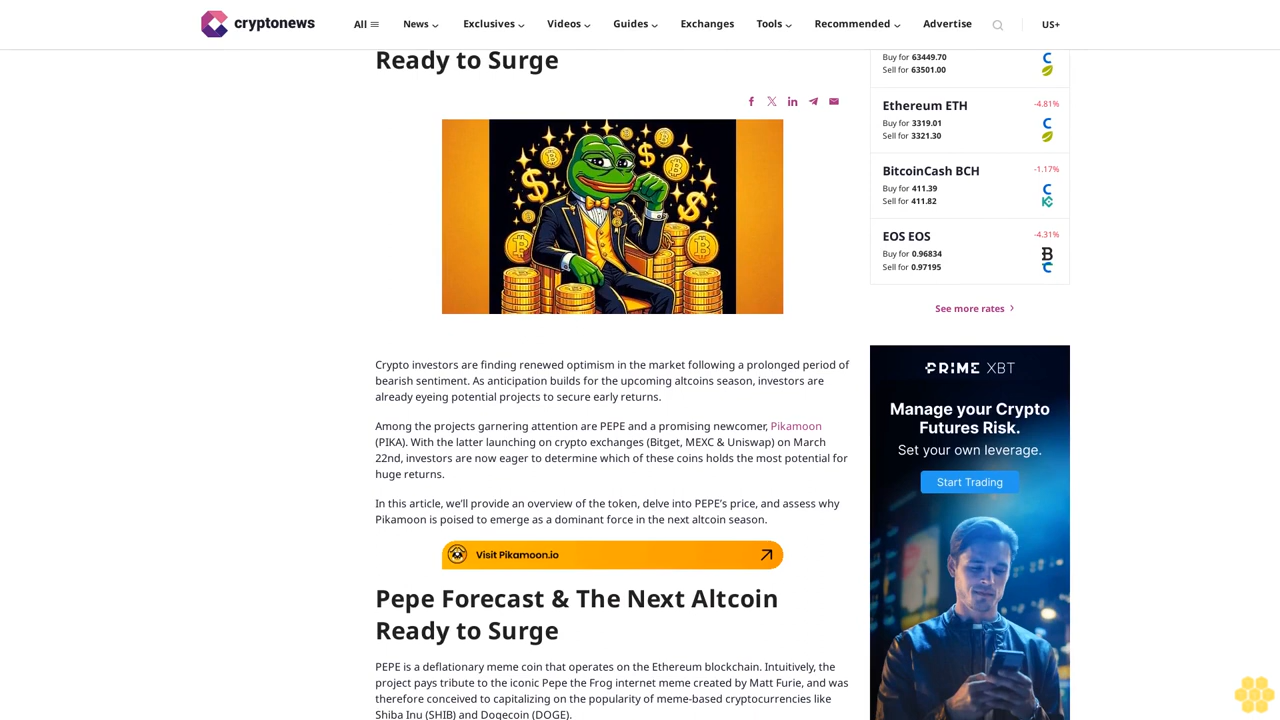 cryptonews
All
News
Exclusives
Videos
Guides
Exchanges
Tools
Recommended
Advertise
US+
Ready to Surge
Crypto investors are finding renewed optimism in the market following a prolonged period of
bearish sentiment. As anticipation builds for the upcoming altcoins season, investors are
already eyeing potential projects to secure early returns.
Among the projects garnering attention are PEPE and a promising newcomer, Pikamoon
(PIKA). With the latter launching on crypto exchanges (Bitget, MEXC & Uniswap) on March
22nd, investors are now eager to determine which of these coins holds the most potential for
huge returns.
In this article, we’ll provide an overview of the token, delve into PEPE’s price, and assess why
Pikamoon is poised to emerge as a dominant force in the next altcoin season.
Visit Pikamoon.io
Pepe Forecast & The Next Altcoin
Ready to Surge
PEPE is a deflationary meme coin that operates on the Ethereum blockchain. Intuitively, the
project pays tribute to the iconic Pepe the Frog internet meme created by Matt Furie, and was
therefore conceived to capitalizing on the popularity of meme-based cryptocurrencies like
Shiba Inu (SHIB) and Dogecoin (DOGE).
Buy for 63449.70
Sell for 63501.00
Ethereum ETH
-4.81%
Buy for 3319.01
Sell for 3321.30
BitcoinCash BCH
-1.17%
Buy for 411.39
Sell for 411.82
EOS EOS
-4.31%
Buy for 0.96834
Sell for 0.97195
See more rates
PRIME XBT
Manage your Crypto
Futures Risk.
Set your own leverage.
Start Trading